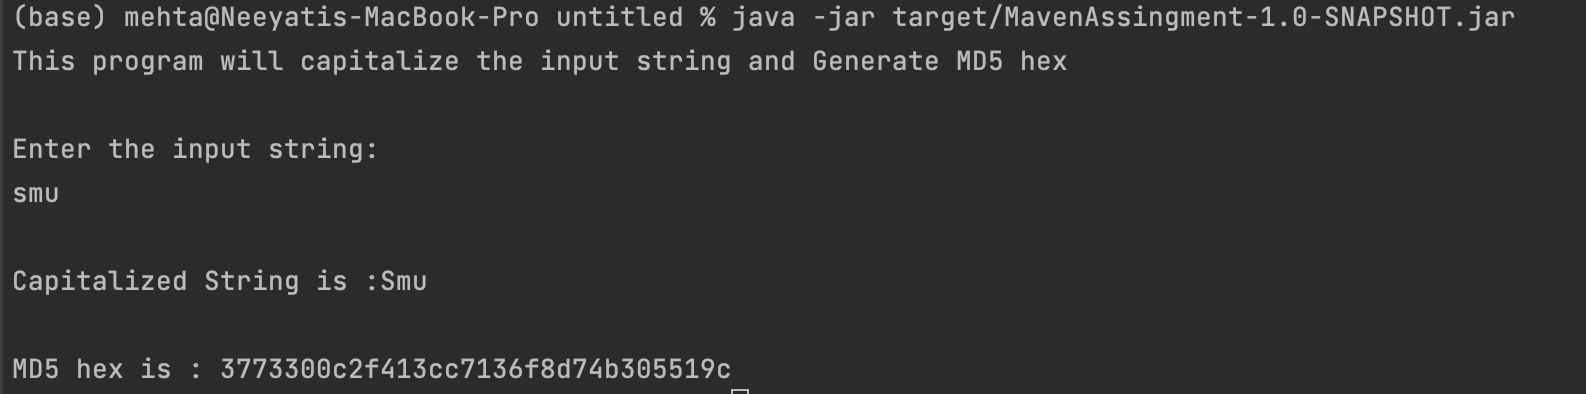 (base) mehta@Neeyatis-MacBook-Pro untitled % java -jar target/MavenAssingment-1.0-SNAPSHOT.jar
This program will capitalize the input string and Generate MD5 hex
Enter the input string:
smu
Capitalized String is :Smu
MD5 hex is : 3773300c2f413cc7136f8d74b305519c